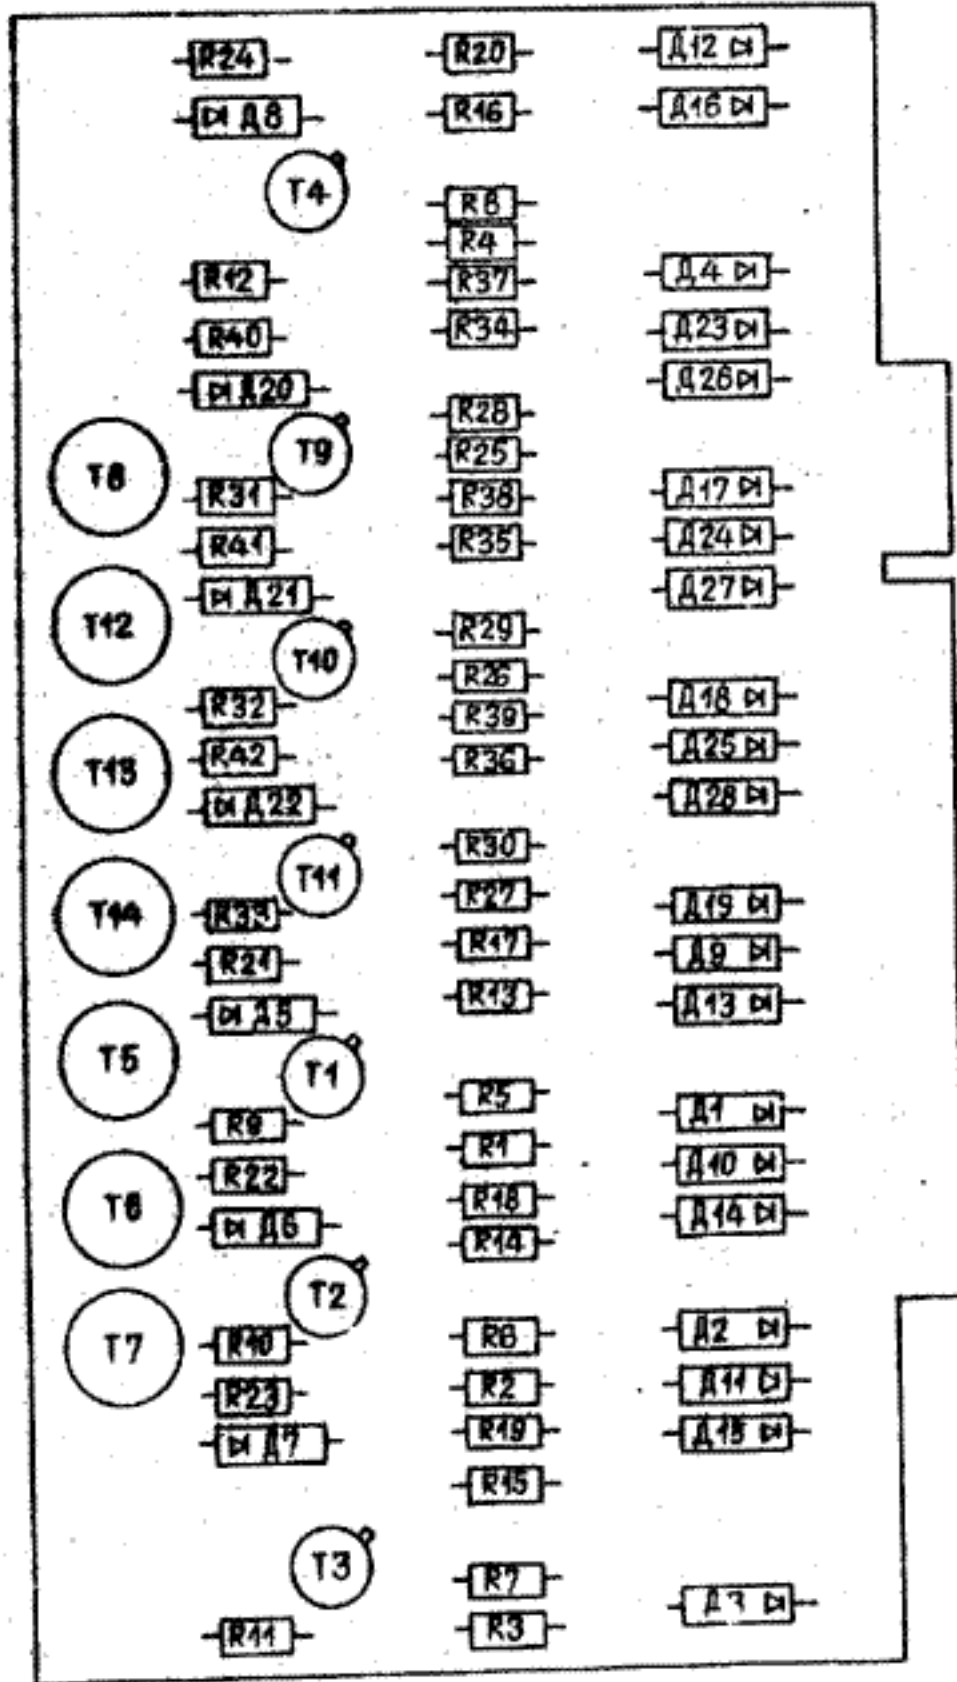 R24 R20 Д12
Д8 R16 Д16
T4 R8
R4
R12 R37 Д4
R40 R34 Д23
Д20 Д26
T9 R28
T8 R25
R31 R38 Д17
R41 R35 Д24
Д21 Д27
T12 T10 R29
R26
R32 R39 Д18
R42 R36 Д25
T13 Д22 Д28
T11 R30
R27
T14 R33 R17 Д19
R21 R13 Д9
Д5 Д13
T5 T1 R5
R9 R1 Д1
R22 R18 Д10
T6 Д6 R14 Д14
T2
T7 R10 R6 Д2
R23 R2 Д11
Д7 R19 Д15
R15
T3 R7
R11 R3 Д3